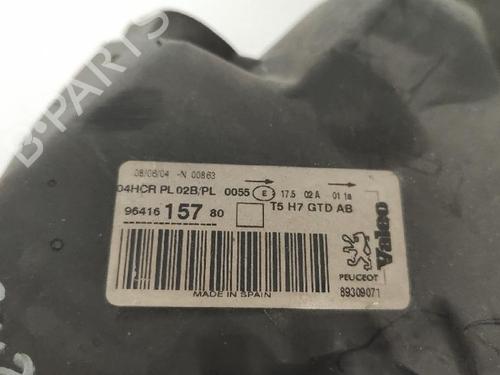 B-PARTS
08/06/04 -N 00863
04HCR PL 02B/PL 0055 E 17.5 02 A 01 1a
96416 157 80 T5 H7 GTD AB
Valeo
PEUGEOT
89309071
MADE IN SPAIN